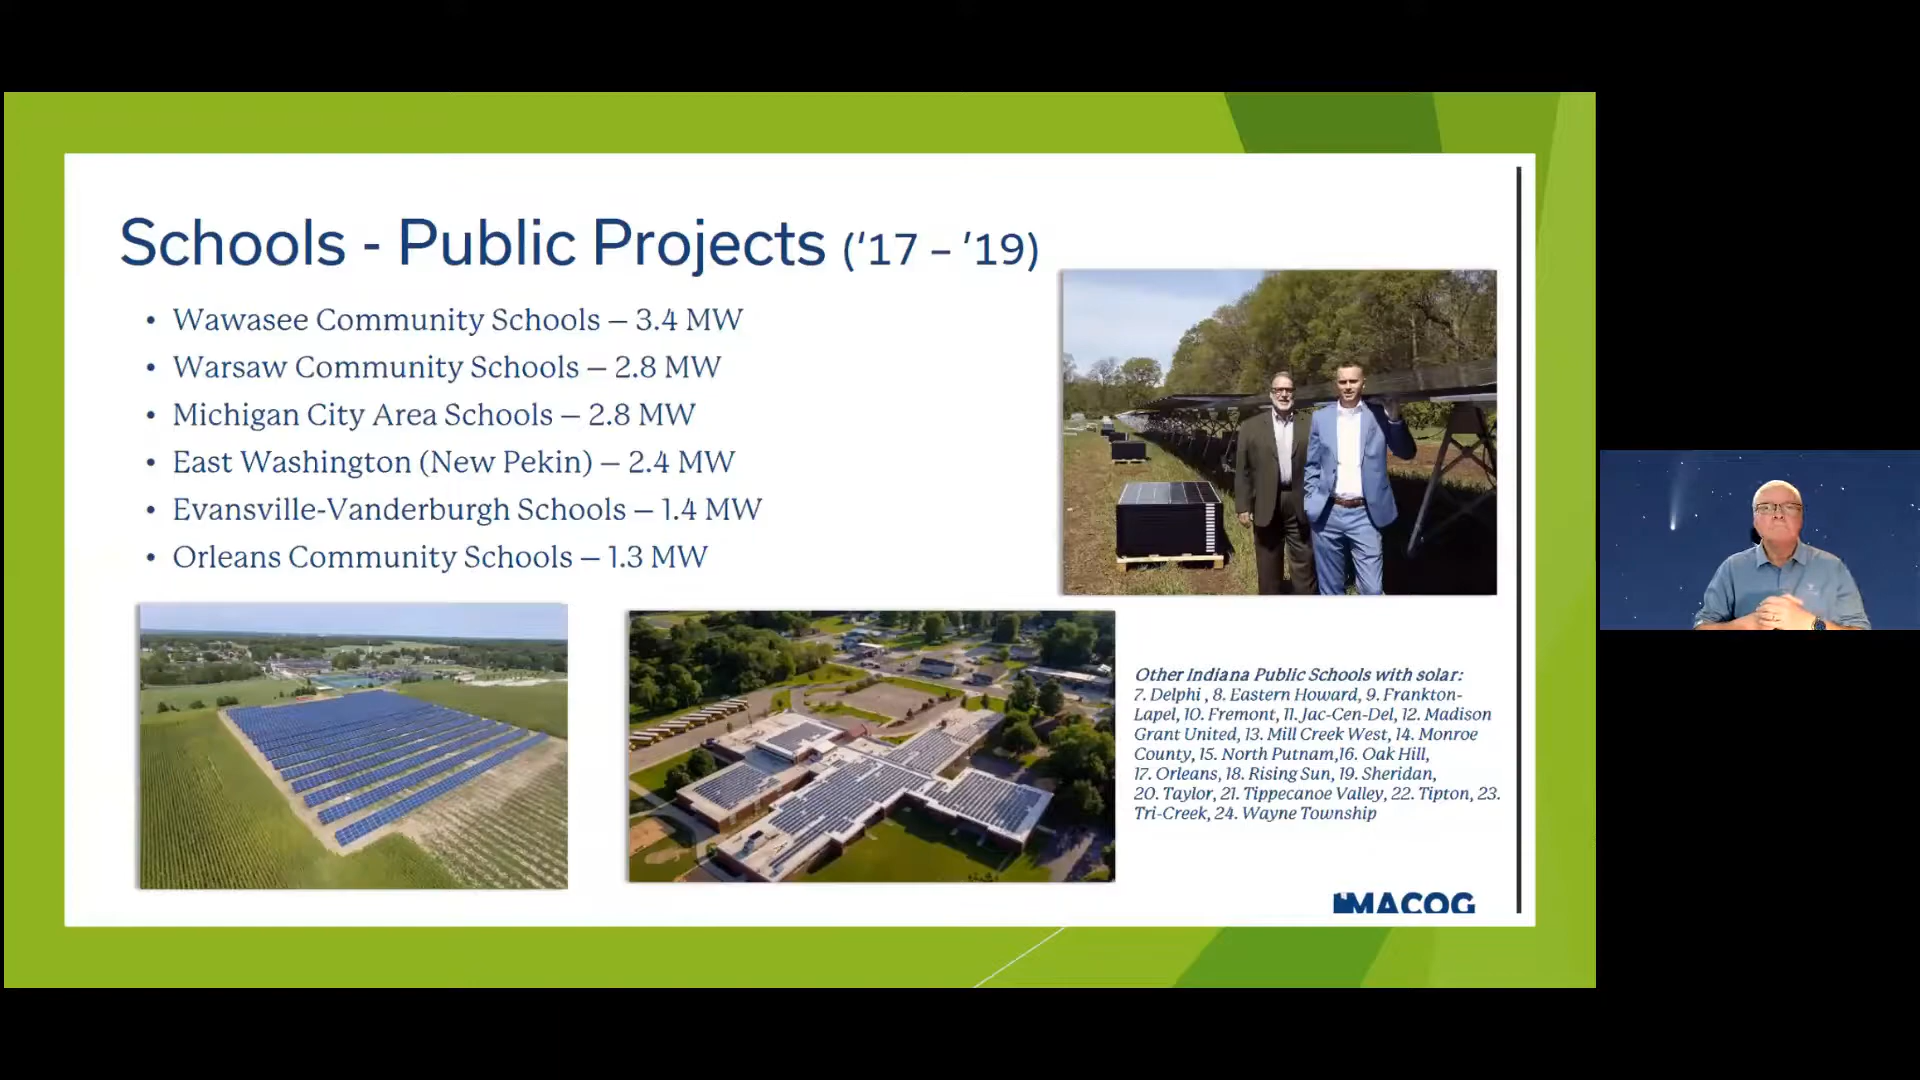 Schools - Public Projects (‘17 – ’19)
• Wawasee Community Schools – 3.4 MW
• Warsaw Community Schools – 2.8 MW
• Michigan City Area Schools – 2.8 MW
• East Washington (New Pekin) – 2.4 MW
• Evansville-Vanderburgh Schools – 1.4 MW
• Orleans Community Schools – 1.3 MW
Other Indiana Public Schools with solar:
7. Delphi , 8. Eastern Howard, 9. Frankton-
Lapel, 10. Fremont, 11. Jac-Cen-Del, 12. Madison
Grant United, 13. Mill Creek West, 14. Monroe
County, 15. North Putnam,16. Oak Hill,
17. Orleans, 18. Rising Sun, 19. Sheridan,
20. Taylor, 21. Tippecanoe Valley, 22. Tipton, 23.
Tri-Creek, 24. Wayne Township
MACOG